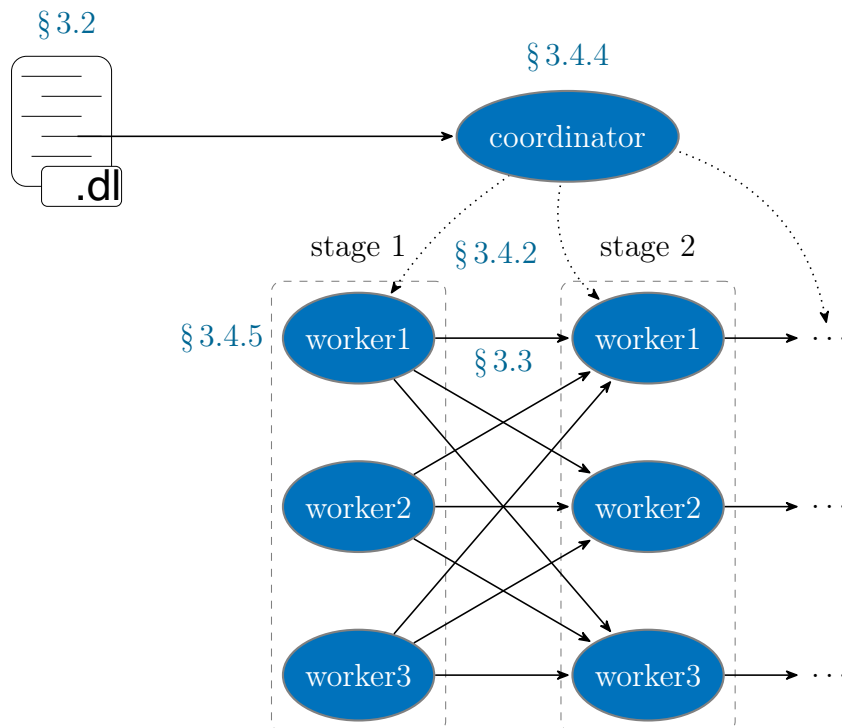 § 3.2
§ 3.4.4
coordinator
.dl
stage 1
§ 3.4.2
stage 2
§ 3.4.5
worker1
§ 3.3
worker1
...
worker2
worker2
...
worker3
worker3
...